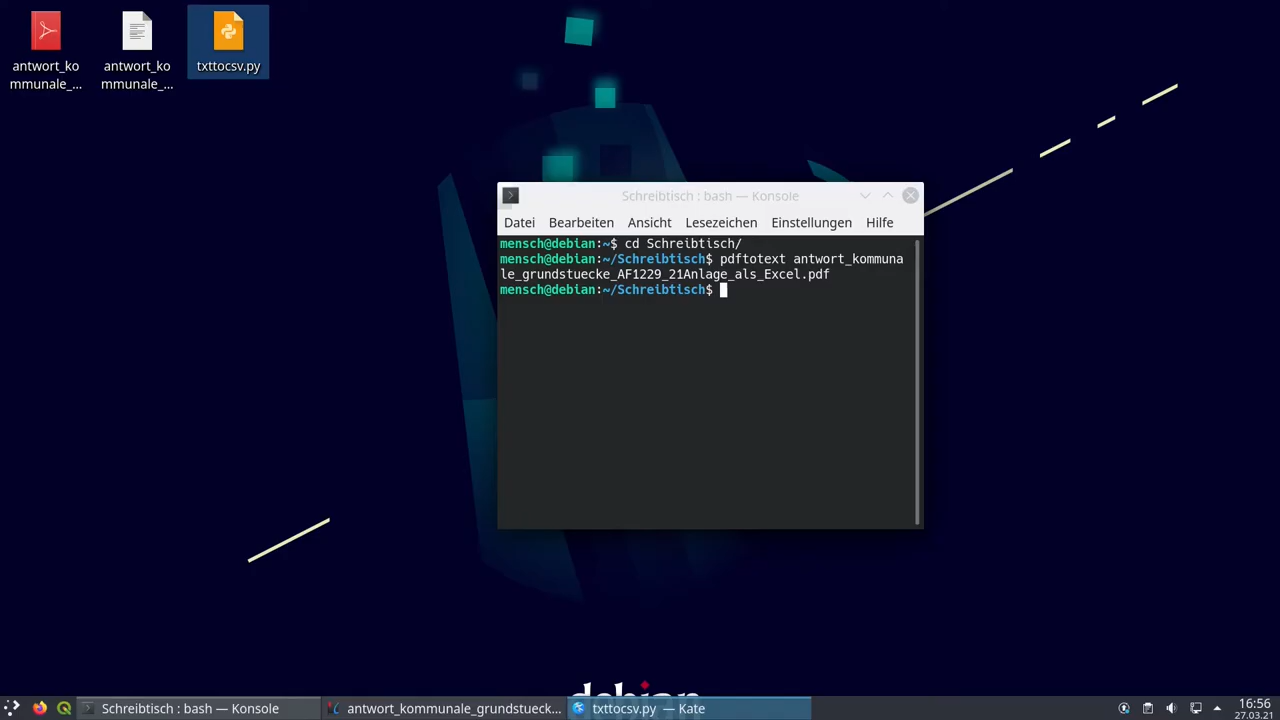 antwort_ko
mmunale_...
antwort_ko
mmunale_...
txttocsv.py
Schreibtisch : bash — Konsole
Datei Bearbeiten Ansicht Lesezeichen Einstellungen Hilfe
mensch@debian:~$ cd Schreibtisch/
mensch@debian:~/Schreibtisch$ pdftotext antwort_kommuna
le_grundstuecke_AF1229_21Anlage_als_Excel.pdf
mensch@debian:~/Schreibtisch$
debian
Schreibtisch : bash — Konsole
antwort_kommunale_grundstueck...
txttocsv.py — Kate
16:56
27.03.21